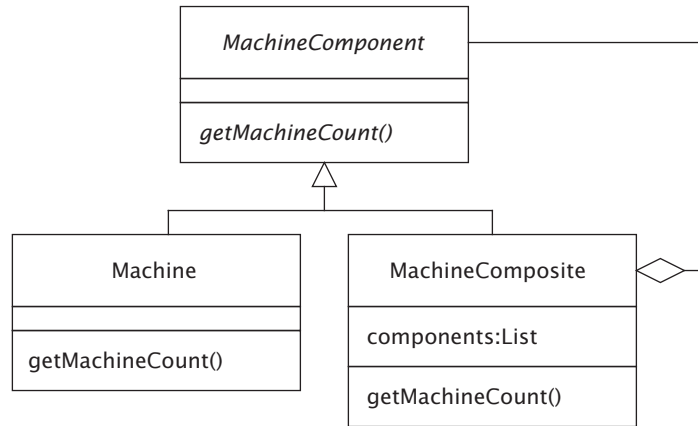 MachineComponent
getMachineCount()
Machine
getMachineCount()
MachineComposite
components:List
getMachineCount()